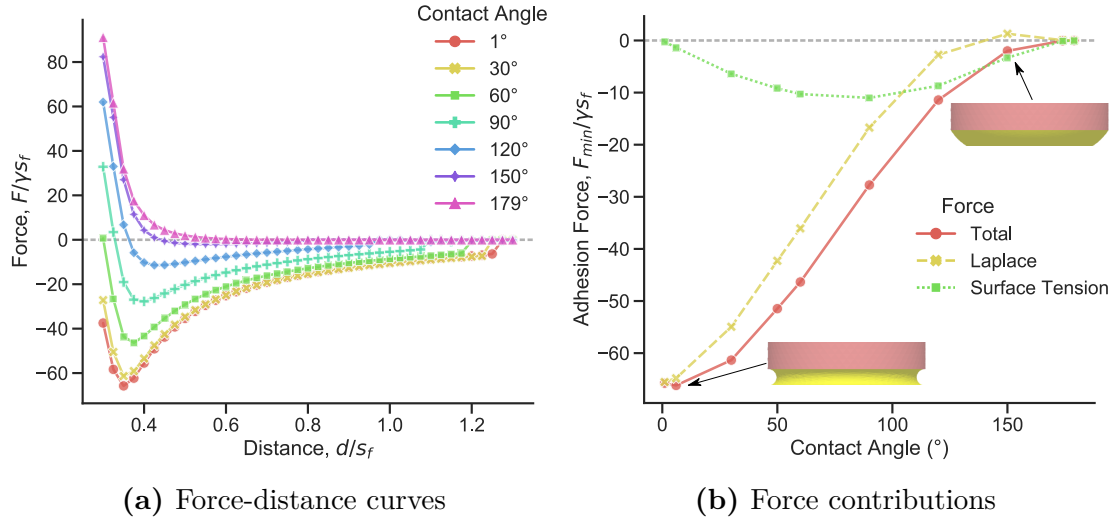 Contact Angle
1°
30°
60°
90°
120°
150°
179°
Force, F/γs_f
80
60
40
20
0
−20
−40
−60
0.4
0.6
0.8
1.0
1.2
Distance, d/s_f
(a) Force-distance curves
Adhesion Force, F_min/γs_f
0
−10
−20
−30
−40
−50
−60
Force
Total
Laplace
Surface Tension
0
50
100
150
Contact Angle (°)
(b) Force contributions